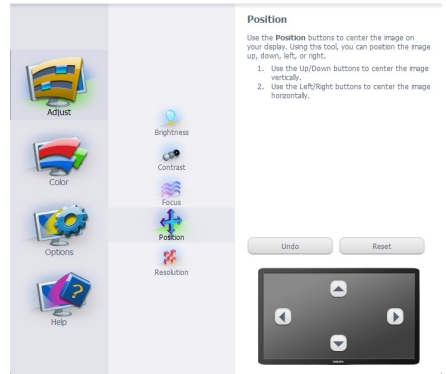 Position
Use the Position buttons to center the image on
your display. Using this tool, you can position the image
up, down, left, or right.
1. Use the Up/Down buttons to center the image
vertically.
2. Use the Left/Right buttons to center the image
horizontally.
Adjust
Color
Options
Help
?
Brightness
Contrast
Focus
Position
Resolution
Undo
Reset
PHILIPS